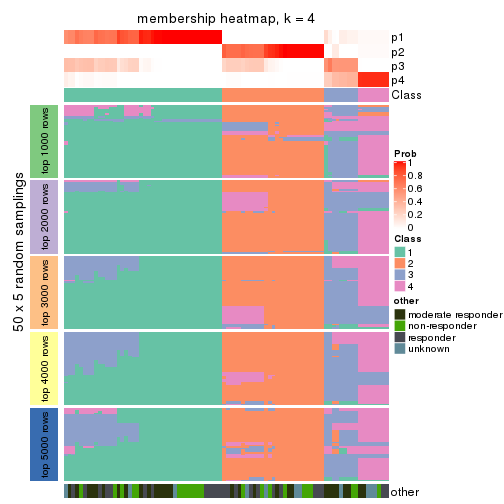 membership heatmap, k = 4
p1
p2
p3
p4
Class
50 x 5 random samplings
top 1000 rows
top 2000 rows
top 3000 rows
top 4000 rows
top 5000 rows
other
Prob
1
0.8
0.6
0.4
0.2
0
Class
1
2
3
4
other
moderate responder
non-responder
responder
unknown